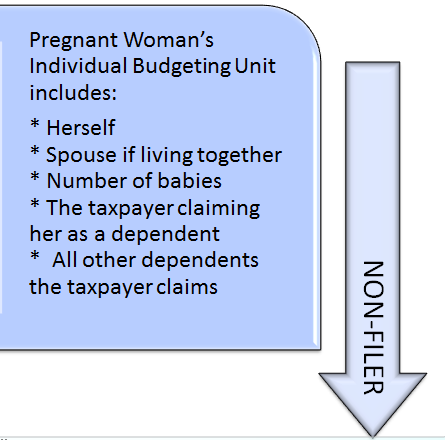 Pregnant Woman's
Individual Budgeting Unit
includes:
* Herself
* Spouse if living together
* Number of babies
* The taxpayer claiming
her as a dependent
*  All other dependents
the taxpayer claims
NON-FILER